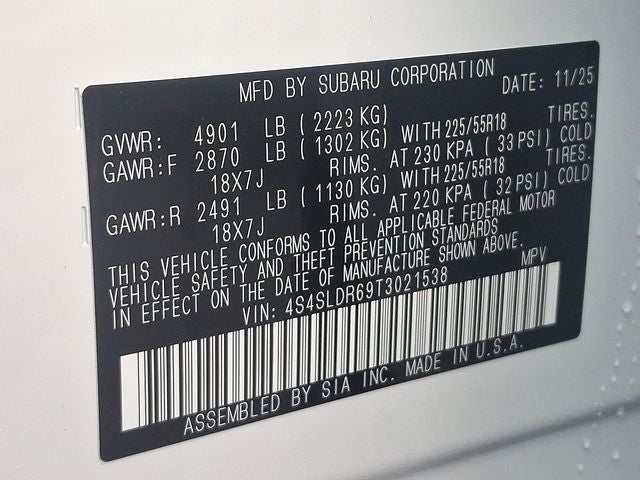 MFD BY SUBARU CORPORATION DATE: 11/25
GVWR: 4901 LB ( 2223 KG)
GAWR:F 2870 LB ( 1302 KG) WITH 225/55R18 TIRES.
18X7J RIMS. AT 230 KPA ( 33 PSI) COLD
GAWR:R 2491 LB ( 1130 KG) WITH 225/55R18 TIRES.
18X7J RIMS. AT 220 KPA ( 32 PSI) COLD
THIS VEHICLE CONFORMS TO ALL APPLICABLE FEDERAL MOTOR
VEHICLE SAFETY AND THEFT PREVENTION STANDARDS
IN EFFECT ON THE DATE OF MANUFACTURE SHOWN ABOVE.
VIN: 4S4SLDR69T3021538 MPV
ASSEMBLED BY SIA INC. MADE IN U.S.A.